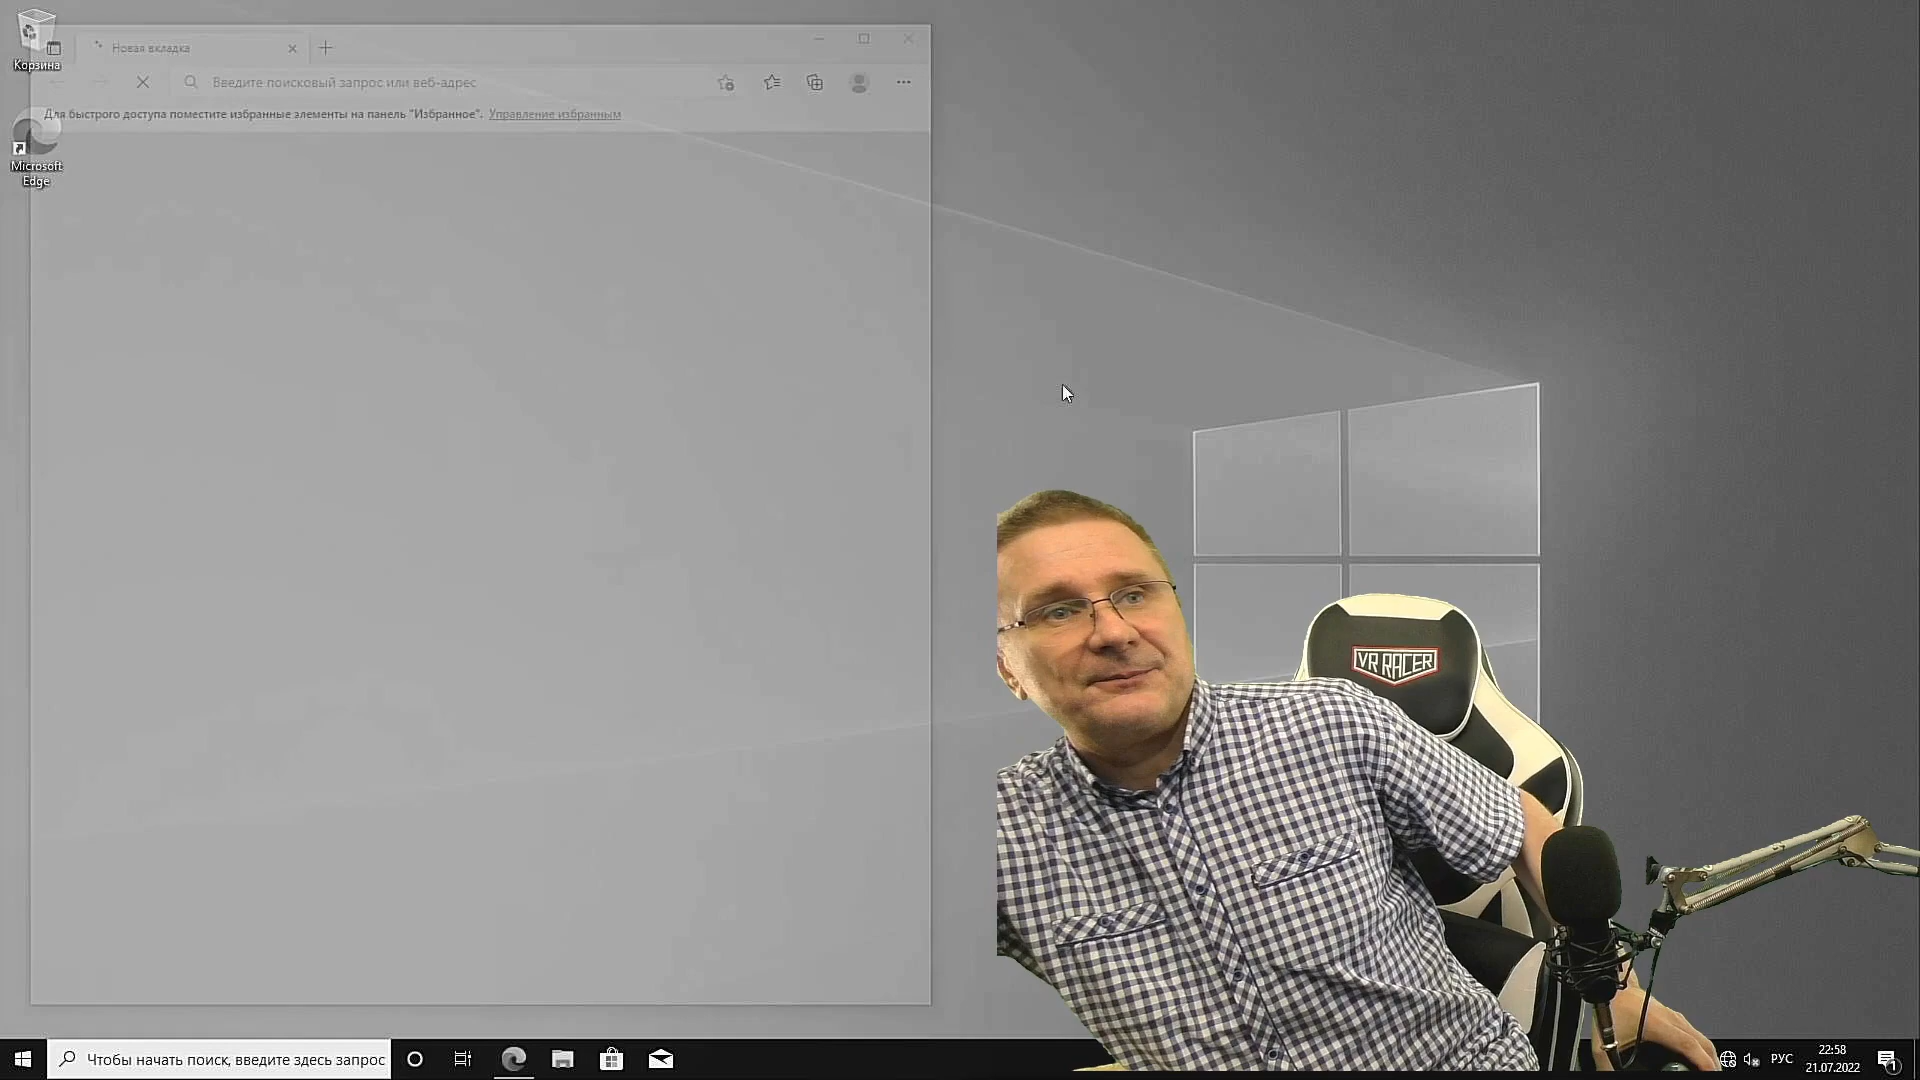 Корзина
Новая вкладка
Введите поисковый запрос или веб-адрес
Для быстрого доступа поместите избранные элементы на панель "Избранное". Управление избранным
Microsoft
Edge
VR RACER
Чтобы начать поиск, введите здесь запрос
РУС
22:58
21.07.2022
1